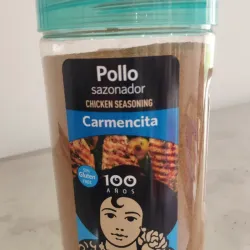 Pollo
sazonador
CHICKEN SEASONING
Carmencita
Sin Gluten
100
AÑOS